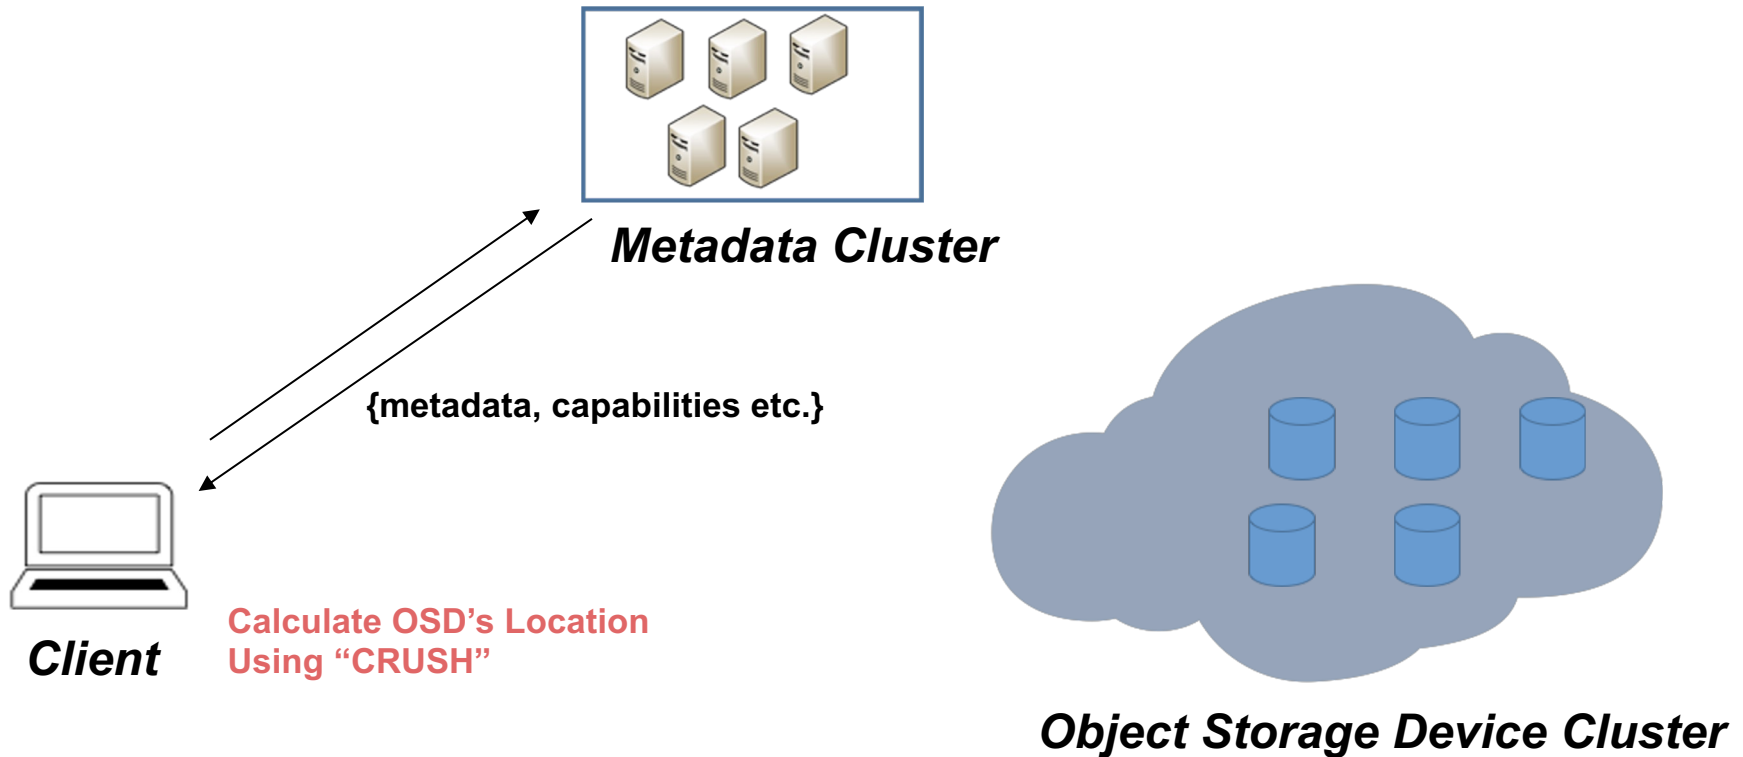 Metadata Cluster
{metadata, capabilities etc.}
Client
Calculate OSD’s Location
Using “CRUSH”
Object Storage Device Cluster